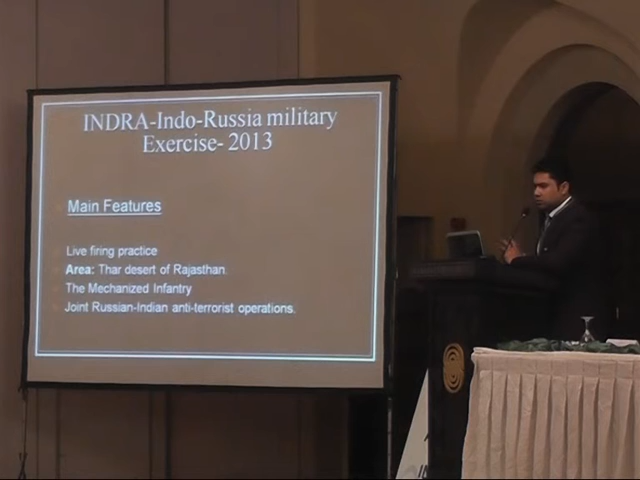 INDRA-Indo-Russia military
Exercise- 2013
Main Features
Live firing practice
Area: Thar desert of Rajasthan.
The Mechanized Infantry
Joint Russian-Indian anti-terrorist operations.